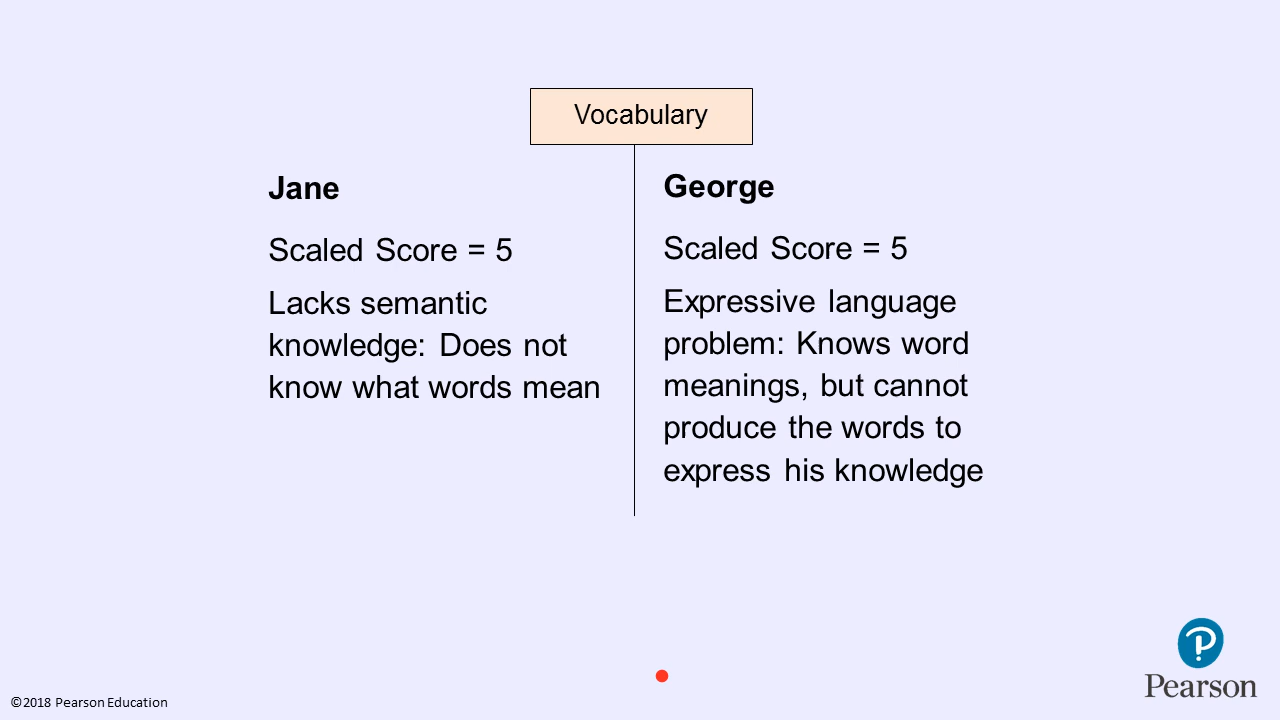 Vocabulary
Jane
Scaled Score = 5
Lacks semantic
knowledge: Does not
know what words mean
George
Scaled Score = 5
Expressive language
problem: Knows word
meanings, but cannot
produce the words to
express his knowledge
©2018 Pearson Education
P
Pearson